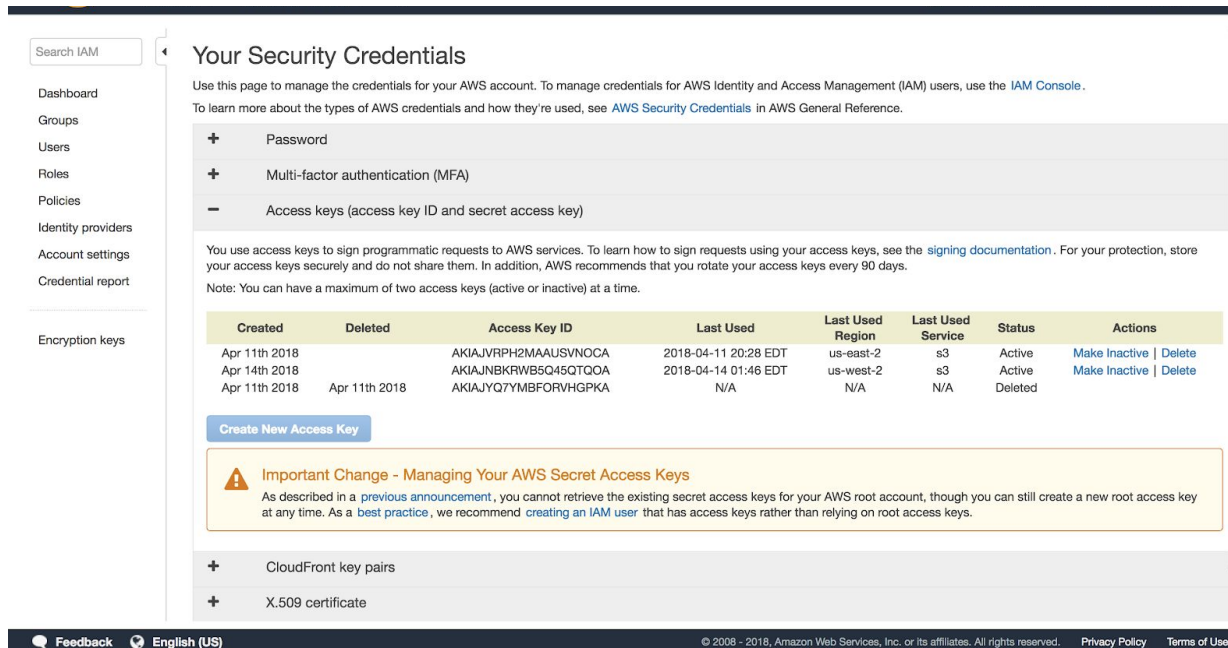 Search IAM
Dashboard
Groups
Users
Roles
Policies
Identity providers
Account settings
Credential report
Encryption keys
Your Security Credentials
Use this page to manage the credentials for your AWS account. To manage credentials for AWS Identity and Access Management (IAM) users, use the IAM Console.
To learn more about the types of AWS credentials and how they're used, see AWS Security Credentials in AWS General Reference.
+ Password
+ Multi-factor authentication (MFA)
− Access keys (access key ID and secret access key)
You use access keys to sign programmatic requests to AWS services. To learn how to sign requests using your access keys, see the signing documentation. For your protection, store
your access keys securely and do not share them. In addition, AWS recommends that you rotate your access keys every 90 days.
Note: You can have a maximum of two access keys (active or inactive) at a time.
Created Deleted Access Key ID Last Used Last Used Region Last Used Service Status Actions
Apr 11th 2018 AKIAJVRPH2MAAUSVNOCA 2018-04-11 20:28 EDT us-east-2 s3 Active Make Inactive | Delete
Apr 14th 2018 AKIAJNBKRWB5Q45QTQOA 2018-04-14 01:46 EDT us-west-2 s3 Active Make Inactive | Delete
Apr 11th 2018 Apr 11th 2018 AKIAJYQ7YMBFORVHGPKA N/A N/A N/A Deleted
Create New Access Key
Important Change - Managing Your AWS Secret Access Keys
As described in a previous announcement, you cannot retrieve the existing secret access keys for your AWS root account, though you can still create a new root access key
at any time. As a best practice, we recommend creating an IAM user that has access keys rather than relying on root access keys.
+ CloudFront key pairs
+ X.509 certificate
Feedback English (US) © 2008 - 2018, Amazon Web Services, Inc. or its affiliates. All rights reserved. Privacy Policy Terms of Use